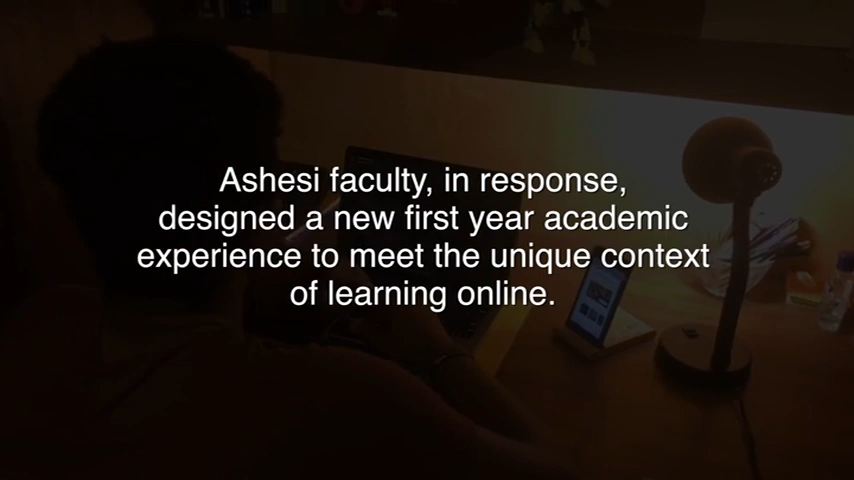 Ashesi faculty, in response,
designed a new first year academic
experience to meet the unique context
of learning online.